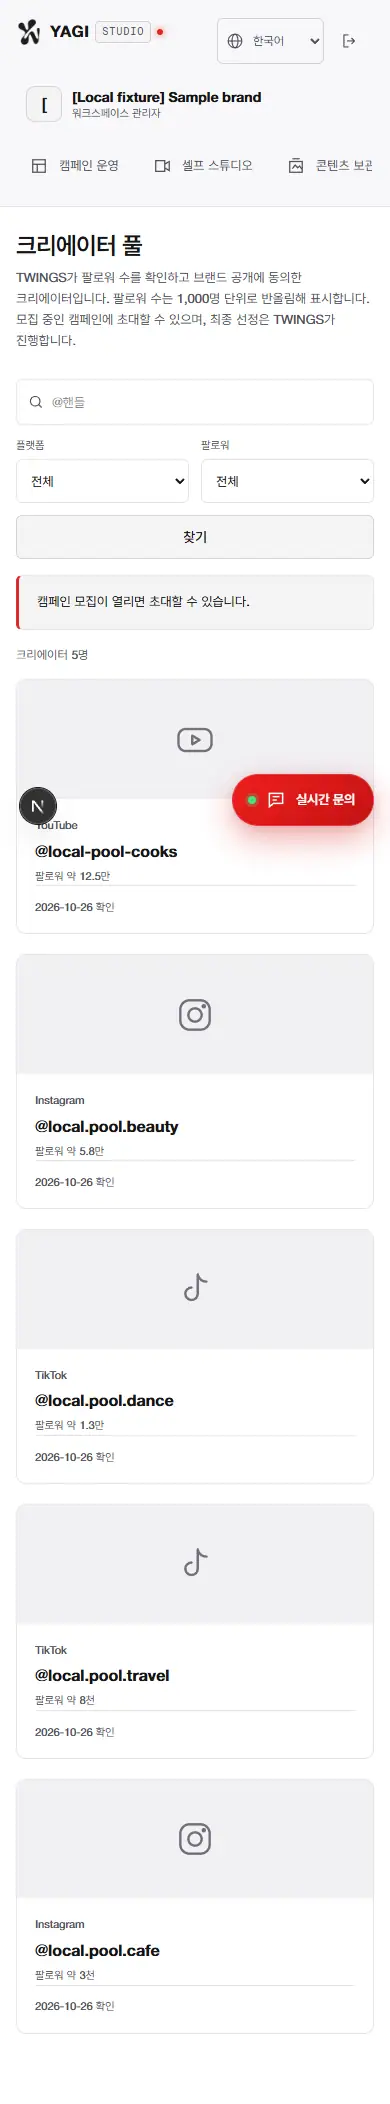 YAGI STUDIO
한국어
[
[Local fixture] Sample brand
워크스페이스 관리자
캠페인 운영
셀프 스튜디오
콘텐츠 보관
크리에이터 풀
TWINGS가 팔로워 수를 확인하고 브랜드 공개에 동의한
크리에이터입니다. 팔로워 수는 1,000명 단위로 반올림해 표시합니다.
모집 중인 캠페인에 초대할 수 있으며, 최종 선정은 TWINGS가
진행합니다.
@핸들
플랫폼
팔로워
전체
전체
찾기
캠페인 모집이 열리면 초대할 수 있습니다.
크리에이터 5명
실시간 문의
N
YouTube
@local-pool-cooks
팔로워 약 12.5만
2026-10-26 확인
Instagram
@local.pool.beauty
팔로워 약 5.8만
2026-10-26 확인
TikTok
@local.pool.dance
팔로워 약 1.3만
2026-10-26 확인
TikTok
@local.pool.travel
팔로워 약 8천
2026-10-26 확인
Instagram
@local.pool.cafe
팔로워 약 3천
2026-10-26 확인